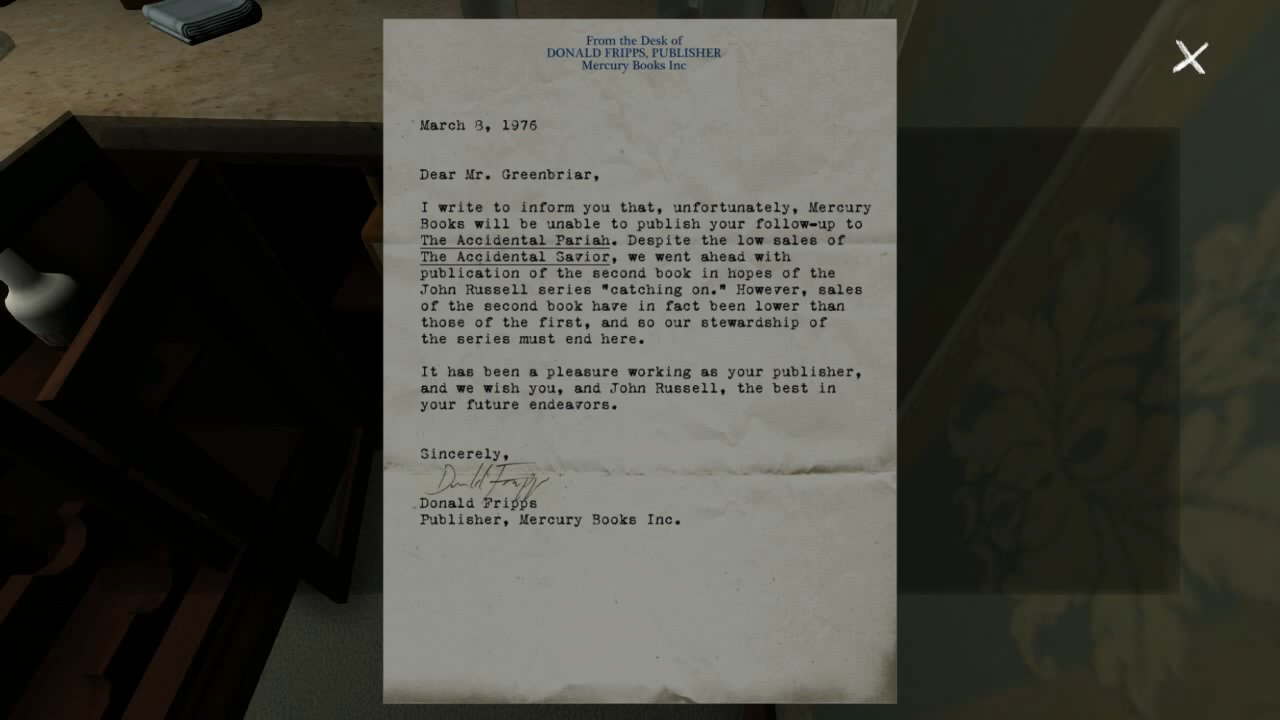 From the Desk of
DONALD FRIPPS, PUBLISHER
Mercury Books Inc
March 8, 1976
Dear Mr. Greenbriar,
I write to inform you that, unfortunately, Mercury
Books will be unable to publish your follow-up to
The Accidental Pariah. Despite the low sales of
The Accidental Savior, we went ahead with
publication of the second book in hopes of the
John Russell series "catching on." However, sales
of the second book have in fact been lower than
those of the first, and so our stewardship of
the series must end here.
It has been a pleasure working as your publisher,
and we wish you, and John Russell, the best in
your future endeavors.
Sincerely,
Donald Fripps
Donald Fripps
Publisher, Mercury Books Inc.